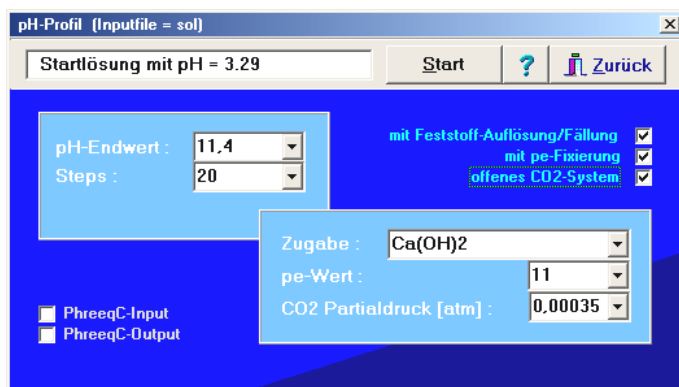 pH-Profil (Inputfile = sol)
Startlösung mit pH = 3.29
Start
?
Zurück
pH-Endwert : 11,4
Steps : 20
mit Feststoff-Auflösung/Fällung
mit pe-Fixierung
offenes CO2-System
Zugabe : Ca(OH)2
pe-Wert : 11
CO2 Partialdruck [atm] : 0,00035
PhreeqC-Input
PhreeqC-Output